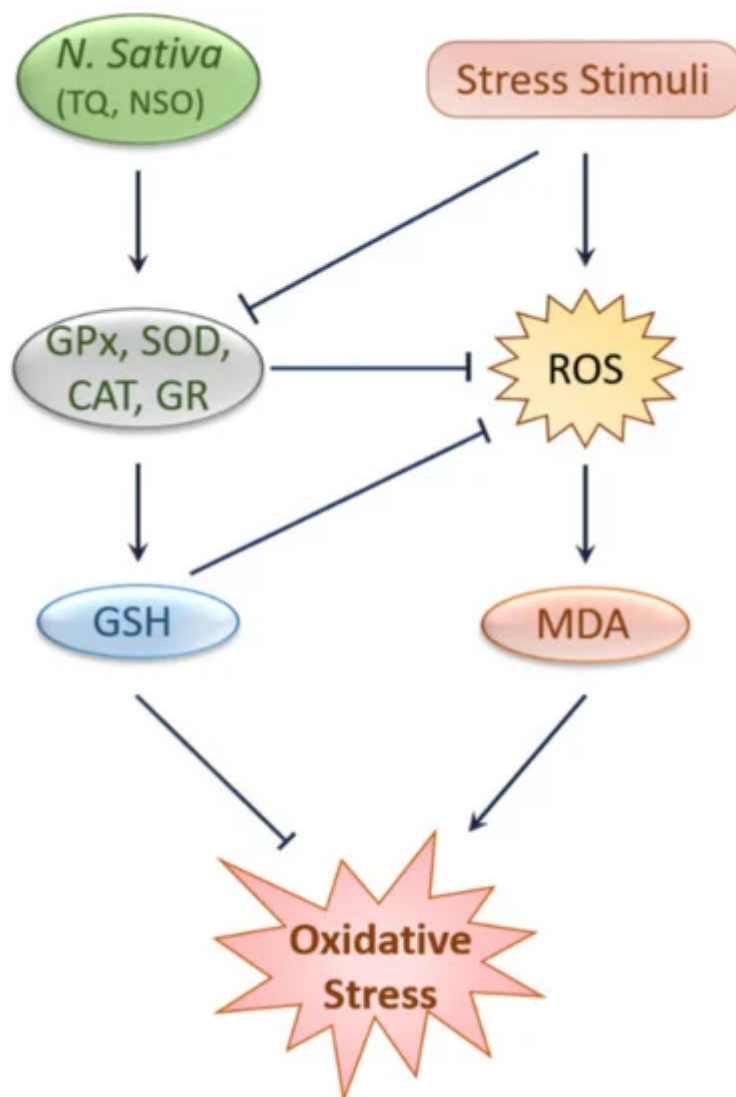 N. Sativa
(TQ, NSO)
Stress Stimuli
GPx, SOD,
CAT, GR
ROS
GSH
MDA
Oxidative
Stress